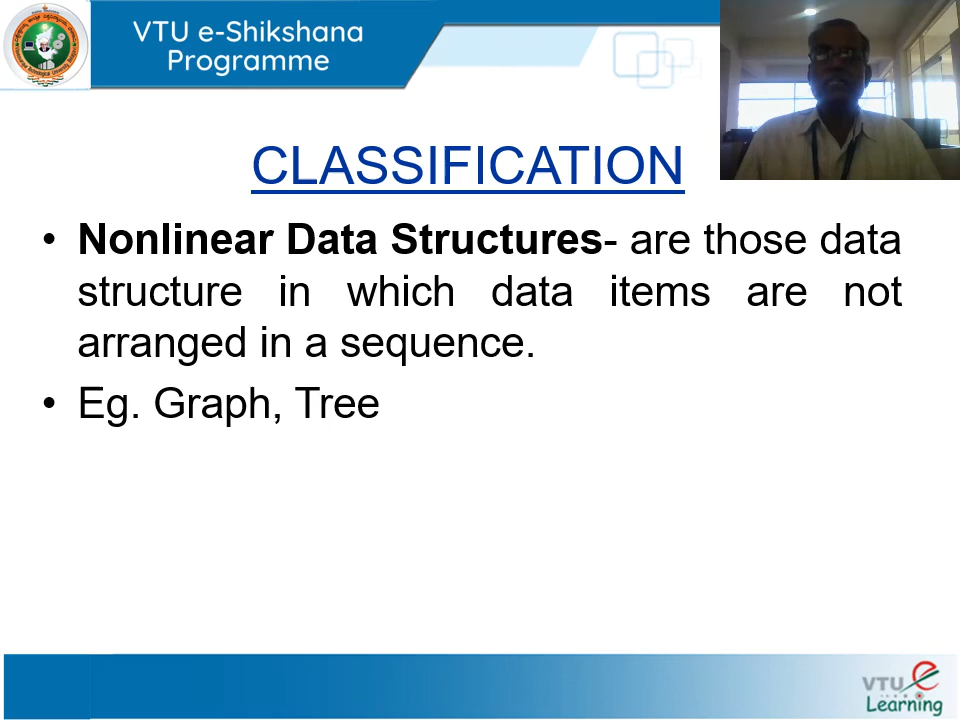 VTU e-Shikshana
Programme
CLASSIFICATION
• Nonlinear Data Structures- are those data
structure in which data items are not
arranged in a sequence.
• Eg. Graph, Tree
VTU e
Learning